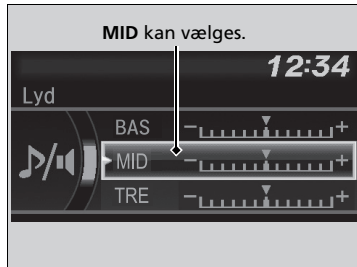 MID kan vælges.
12:34
Lyd
BAS − +
MID − +
TRE − +